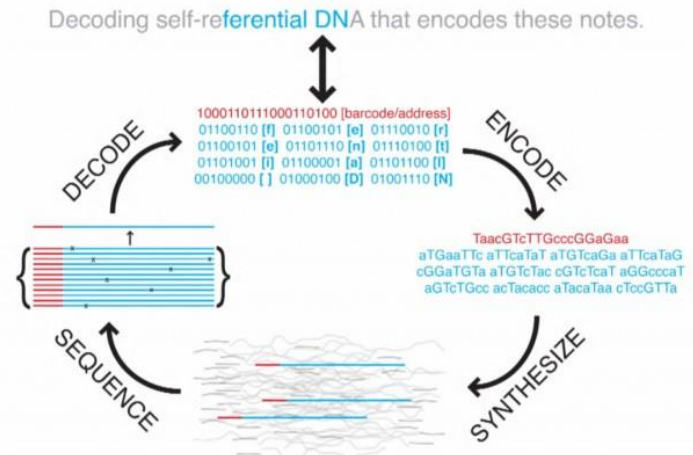 Decoding self-referential DNA that encodes these notes.
1000110111000110100 [barcode/address]
01100110 [f] 01100101 [e] 01110010 [r]
01100101 [e] 01101110 [n] 01110100 [t]
01101001 [i] 01100001 [a] 01101100 [l]
00100000 [ ] 01000100 [D] 01001110 [N]
DECODE
ENCODE
TaacGTcTTGcccGGaGaa
aTGaaTTc aTTcaTaT aTGTcaGa aTTcaTaG
cGGaTGTa aTGTcTac cGTcTcaT aGGcccaT
aGTcTGcc acTacacc aTacaTaa cTccGTTa
SEQUENCE
SYNTHESIZE